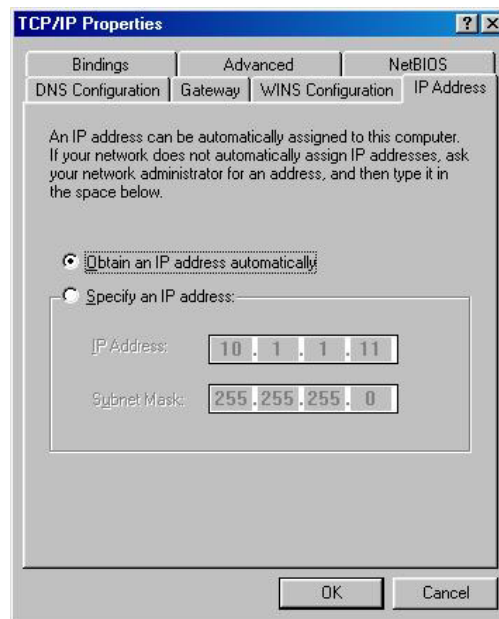 TCP/IP Properties
Bindings Advanced NetBIOS
DNS Configuration Gateway WINS Configuration IP Address
An IP address can be automatically assigned to this computer.
If your network does not automatically assign IP addresses, ask
your network administrator for an address, and then type it in
the space below.
Obtain an IP address automatically
Specify an IP address:
IP Address: 10 . 1 . 1 . 11
Subnet Mask: 255 . 255 . 255 . 0
OK Cancel